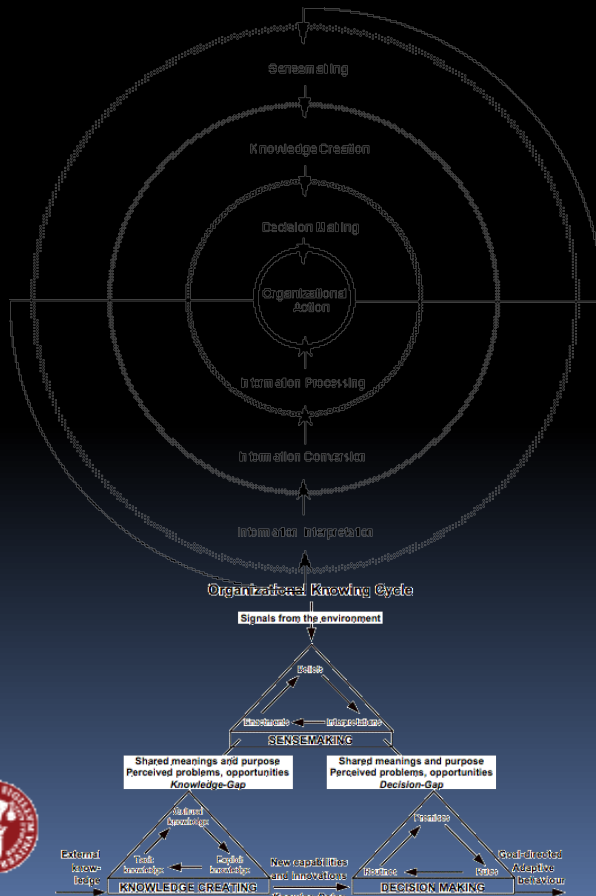 Sensemaking
Knowledge Creation
Decision Making
Organizational
Action
Information Processing
Information Conversion
Information Interpretation
Organizational Knowing Cycle
Signals from the environment
Beliefs
Enactments
Interpretations
SENSEMAKING
Shared meanings and purpose
Perceived problems, opportunities
Knowledge-Gap
Shared meanings and purpose
Perceived problems, opportunities
Decision-Gap
Cultural
knowledge
Tacit
knowledge
Explicit
knowledge
Premises
Routines
Rules
External
know-
ledge
KNOWLEDGE CREATING
New capabilities
and innovations
DECISION MAKING
Goal-directed
Adaptive
behaviour